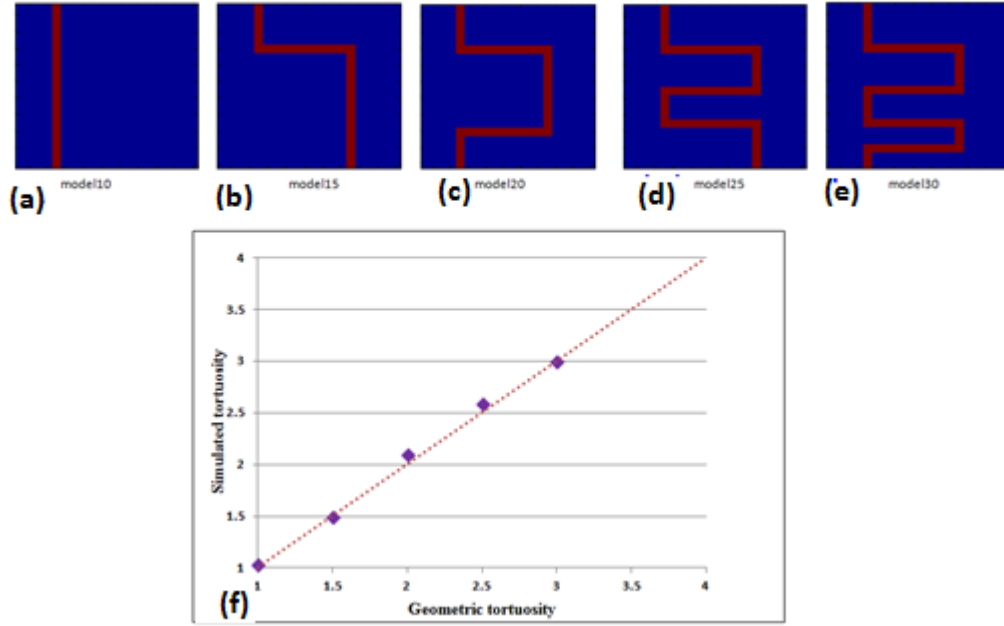 (a) model10
(b) model15
(c) model20
(d) model25
(e) model30
4
3.5
3
2.5
2
1.5
1
Simulated tortuosity
1 1.5 2 2.5 3 3.5 4
(f) Geometric tortuosity